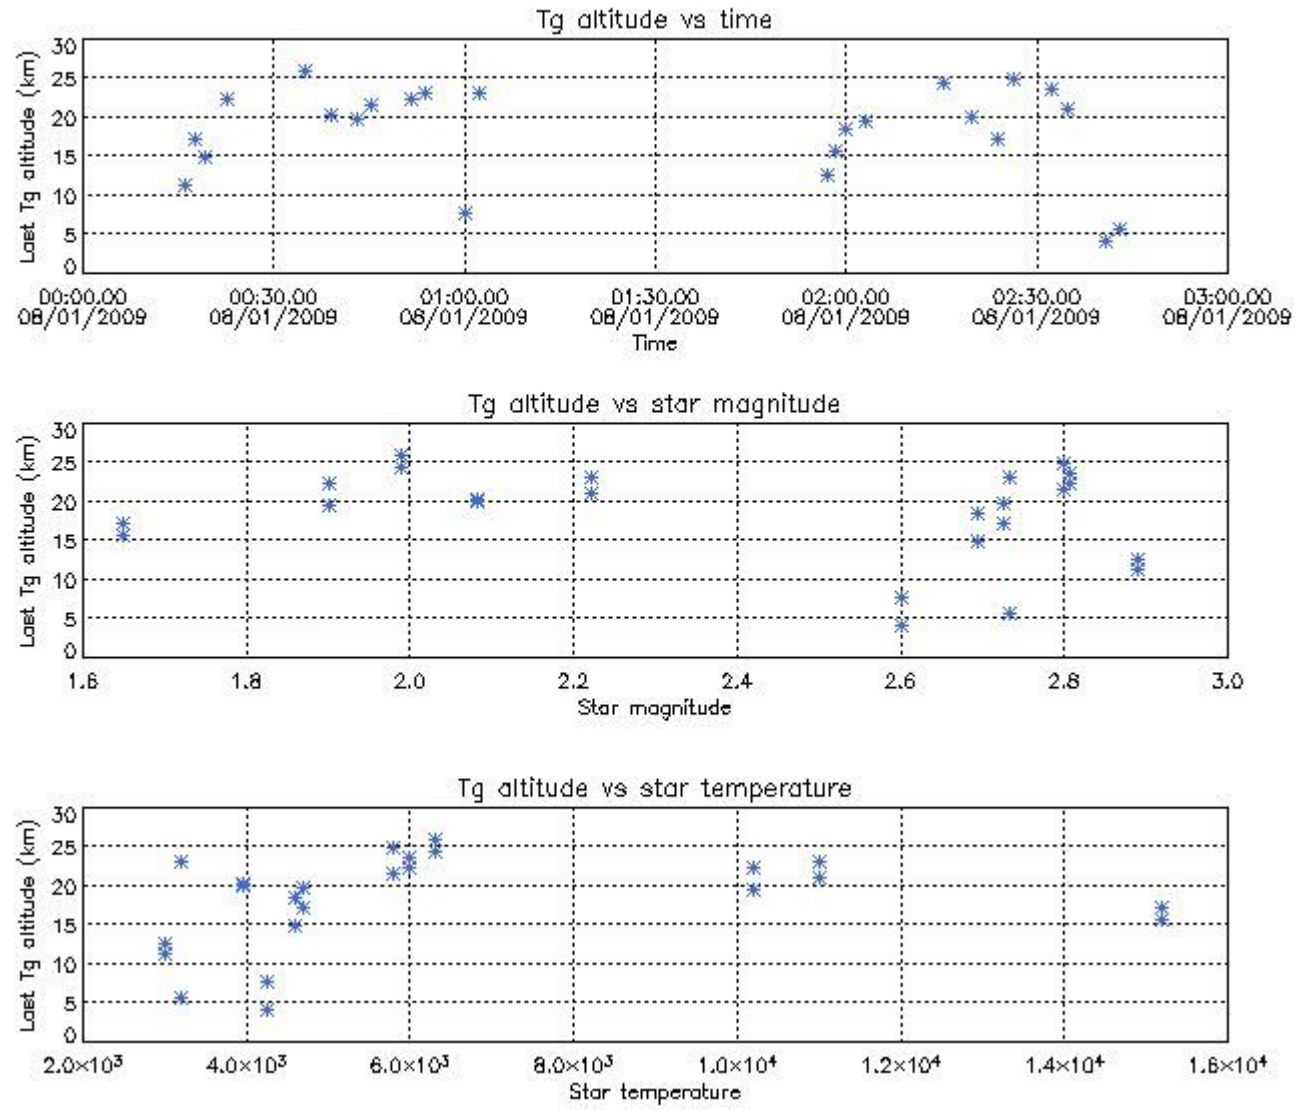 Tg altitude vs time
Last Tg altitude (km)
30
25
20
15
10
5
0
00:00.00 00:30.00 01:00.00 01:30.00 02:00.00 02:30.00 03:00.00
08/01/2009 08/01/2009 08/01/2009 08/01/2009 08/01/2009 08/01/2009 08/01/2009
Time
Tg altitude vs star magnitude
Last Tg altitude (km)
30
25
20
15
10
5
0
1.6 1.8 2.0 2.2 2.4 2.6 2.8 3.0
Star magnitude
Tg altitude vs star temperature
Last Tg altitude (km)
30
25
20
15
10
5
0
2.0×10³ 4.0×10³ 6.0×10³ 8.0×10³ 1.0×10⁴ 1.2×10⁴ 1.4×10⁴ 1.6×10⁴
Star temperature